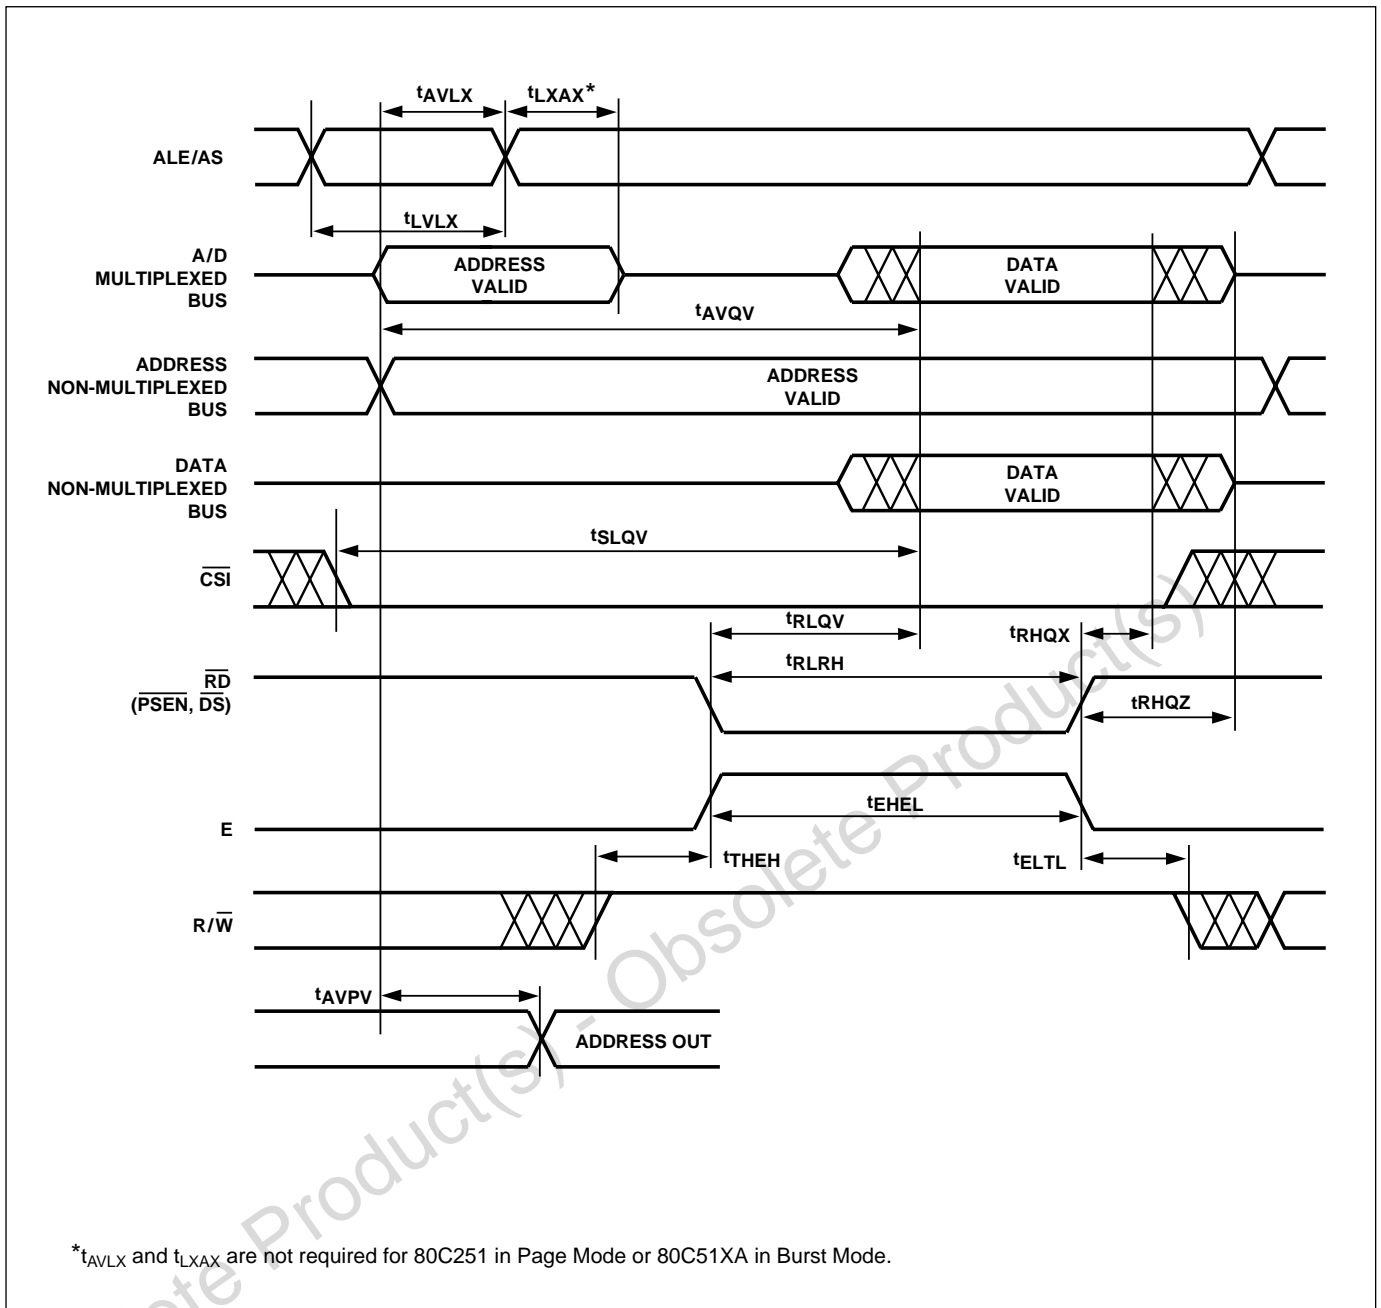 tAVLX tLXAX*
ALE/AS
tLVLX
A/D
MULTIPLEXED
BUS
ADDRESS
VALID
DATA
VALID
tAVQV
ADDRESS
NON-MULTIPLEXED
BUS
ADDRESS
VALID
DATA
NON-MULTIPLEXED
BUS
DATA
VALID
tSLQV
CSI
tRLQV
tRHQX
tRLRH
RD
(PSEN, DS)
tRHQZ
tEHEL
E
tTHEH
tELTL
R/W
tAVPV
ADDRESS OUT
*tAVLX and tLXAX are not required for 80C251 in Page Mode or 80C51XA in Burst Mode.
ete Product(s) - Obsolete Product(s)